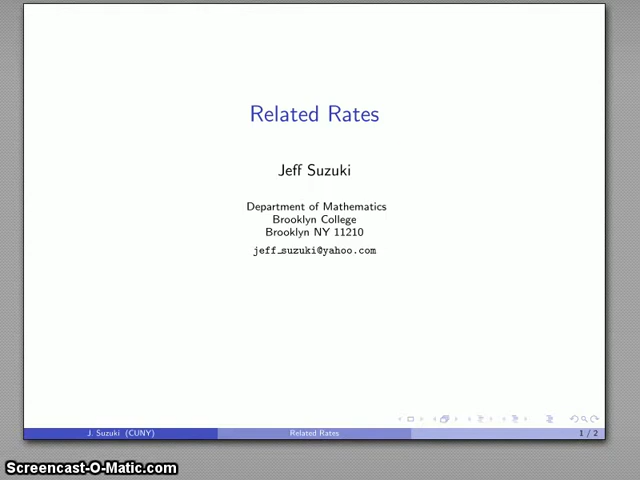 Related Rates
Jeff Suzuki
Department of Mathematics
Brooklyn College
Brooklyn NY 11210
jeff_suzuki@yahoo.com
J. Suzuki (CUNY)
Related Rates
1 / 2
Screencast-O-Matic.com